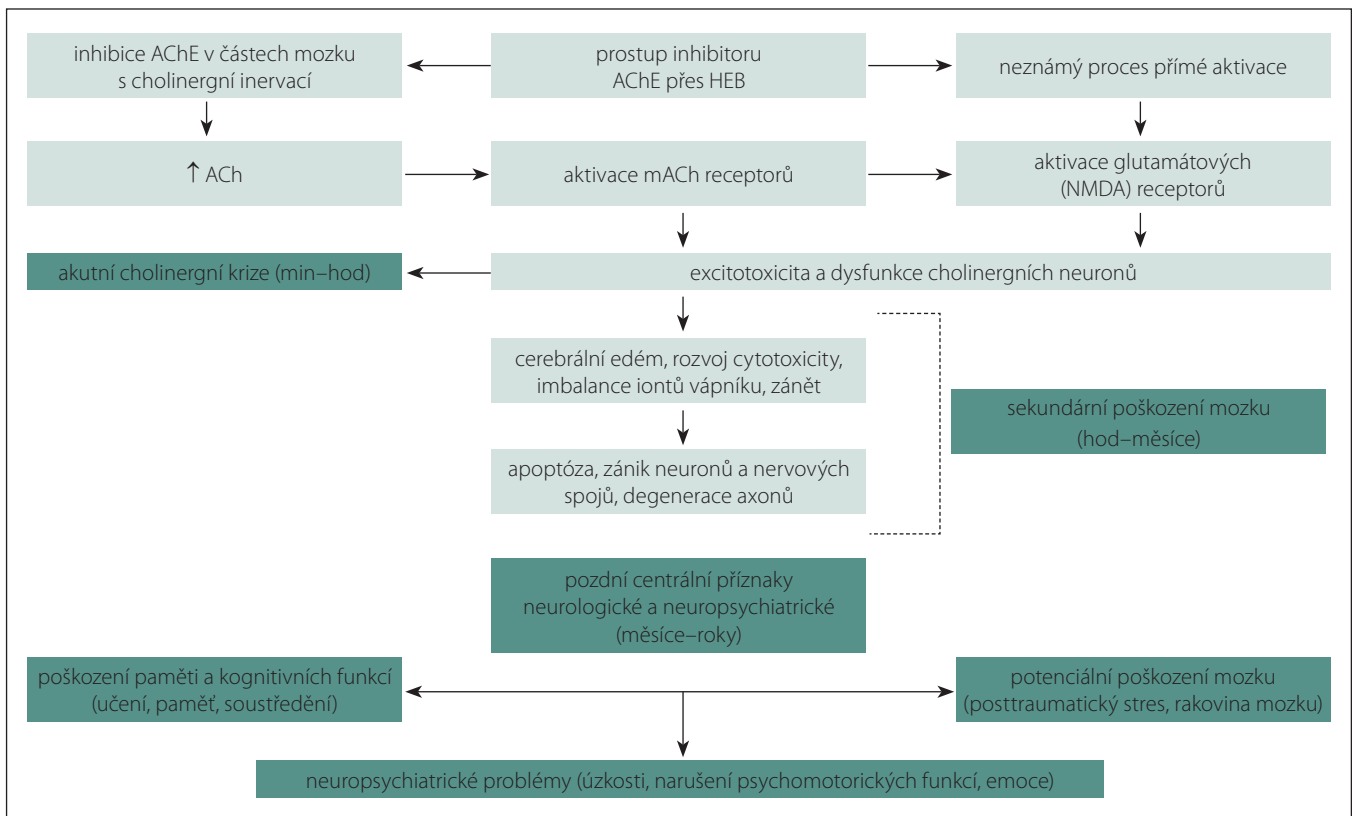 inhibice AChE v částech mozku
s cholinergní inervací
prostup inhibitoru
AChE přes HEB
neznámý proces přímé aktivace
↑ ACh
aktivace mACh receptorů
aktivace glutamátových
(NMDA) receptorů
akutní cholinergní krize (min–hod)
excitotoxicita a dysfunkce cholinergních neuronů
cerebrální edém, rozvoj cytotoxicity,
imbalance iontů vápníku, zánět
sekundární poškození mozku
(hod–měsíce)
apoptóza, zánik neuronů a nervových
spojů, degenerace axonů
pozdní centrální příznaky
neurologické a neuropsychiatrické
(měsíce–roky)
poškození paměti a kognitivních funkcí
(učení, paměť, soustředění)
potenciální poškození mozku
(posttraumatický stres, rakovina mozku)
neuropsychiatrické problémy (úzkosti, narušení psychomotorických funkcí, emoce)